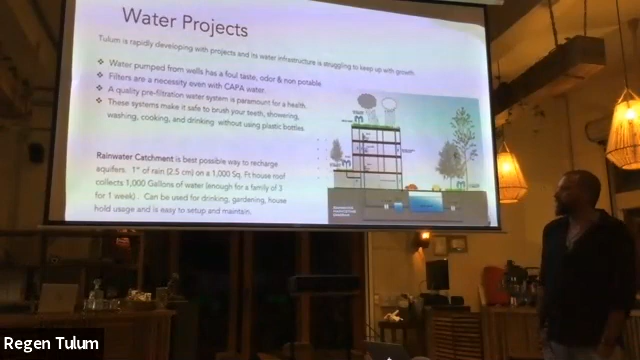 Water Projects
Tulum is rapidly developing with projects and its water infrastructure is struggling to keep up with growth.
❖ Water pumped from wells has a foul taste, odor & non potable.
❖ Filters are a necessity even with CAPA water.
❖ A quality pre-filtration water system is paramount for a health.
❖ These systems make it safe to brush your teeth, showering,
washing, cooking, and drinking without using plastic bottles.
Rainwater Catchment is best possible way to recharge
aquifers. 1" of rain (2.5 cm) on a 1,000 Sq. Ft house roof
collects 1,000 Gallons of water (enough for a family of 3
for 1 week) . Can be used for drinking, gardening, house
hold usage and is easy to setup and maintain.
Regen Tulum